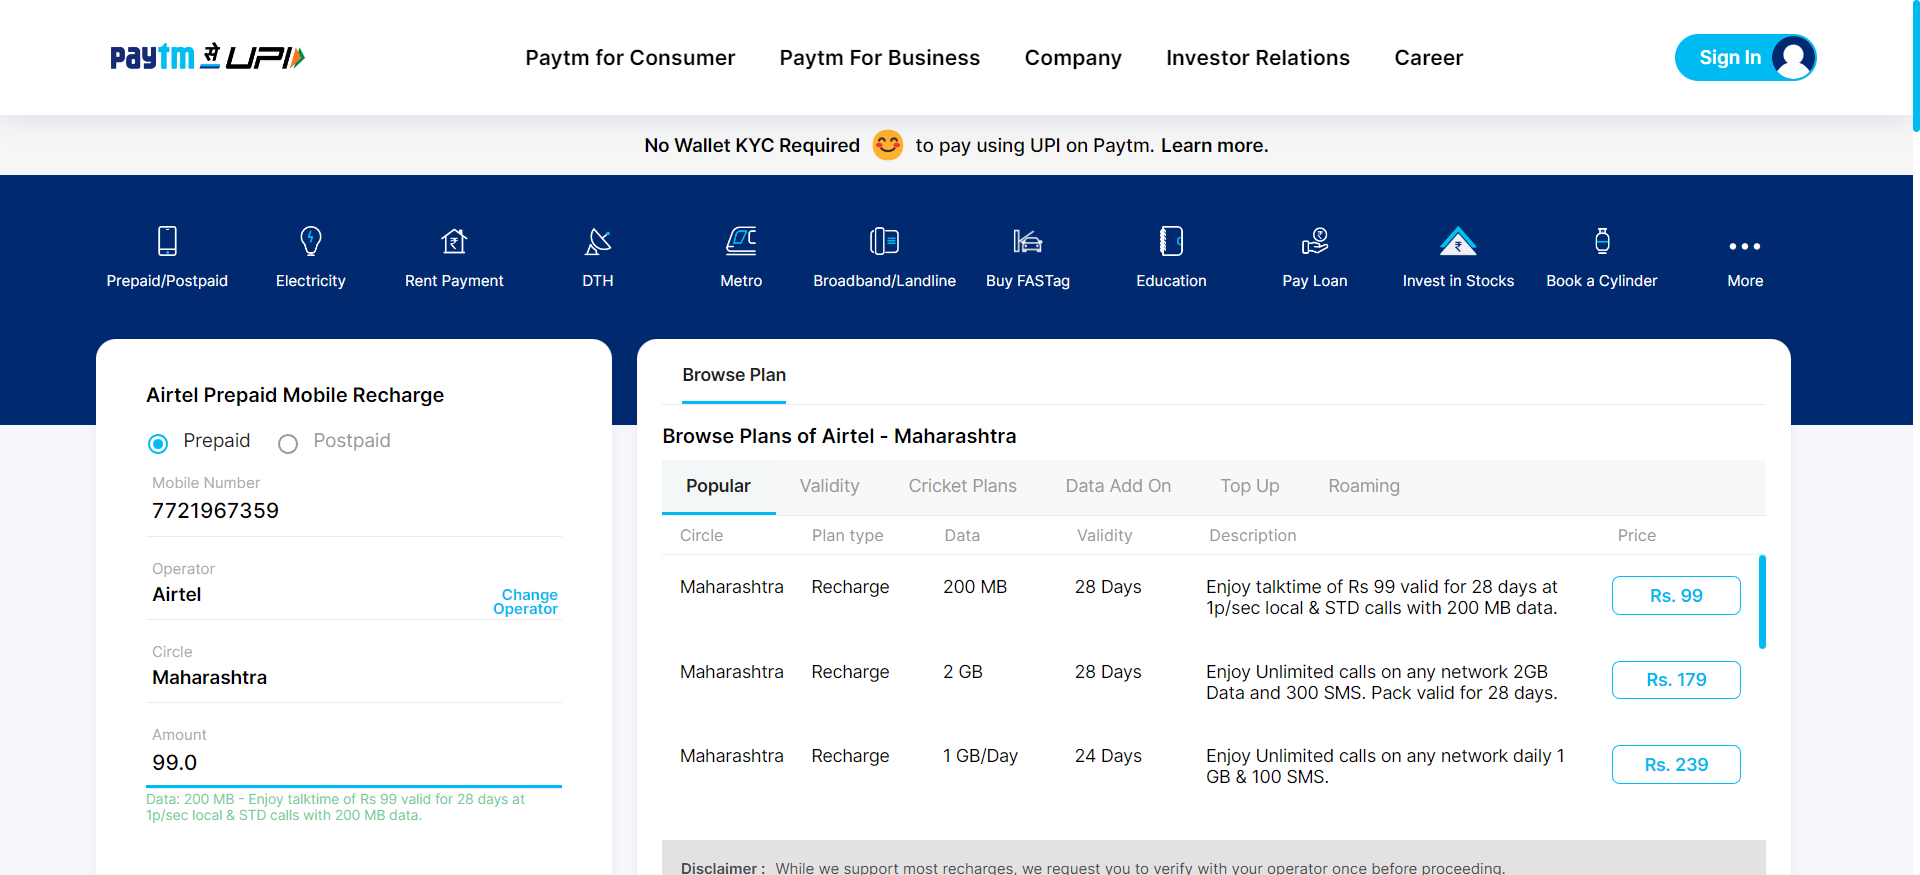 paytm से UPI
Paytm for Consumer
Paytm For Business
Company
Investor Relations
Career
Sign In
No Wallet KYC Required to pay using UPI on Paytm. Learn more.
Prepaid/Postpaid
Electricity
Rent Payment
DTH
Metro
Broadband/Landline
Buy FASTag
Education
Pay Loan
Invest in Stocks
Book a Cylinder
More
Airtel Prepaid Mobile Recharge
Prepaid
Postpaid
Mobile Number
7721967359
Operator
Airtel
Change
Operator
Circle
Maharashtra
Amount
99.0
Data: 200 MB - Enjoy talktime of Rs 99 valid for 28 days at
1p/sec local & STD calls with 200 MB data.
Browse Plan
Browse Plans of Airtel - Maharashtra
Popular
Validity
Cricket Plans
Data Add On
Top Up
Roaming
Circle
Plan type
Data
Validity
Description
Price
Maharashtra
Recharge
200 MB
28 Days
Enjoy talktime of Rs 99 valid for 28 days at
1p/sec local & STD calls with 200 MB data.
Rs. 99
Maharashtra
Recharge
2 GB
28 Days
Enjoy Unlimited calls on any network 2GB
Data and 300 SMS. Pack valid for 28 days.
Rs. 179
Maharashtra
Recharge
1 GB/Day
24 Days
Enjoy Unlimited calls on any network daily 1
GB & 100 SMS.
Rs. 239
Disclaimer : While we support most recharges, we request you to verify with your operator once before proceeding.